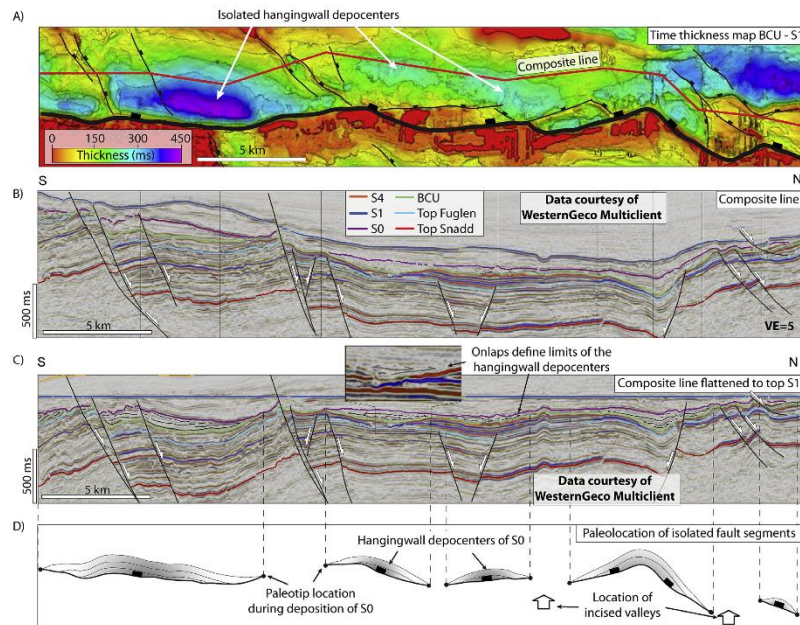 A)
Isolated hangingwall depocenters
Time thickness map BCU - S1
Composite line
0 150 300 450
Thickness (ms)
5 km
S
N
B)
S4
S1
S0
BCU
Top Fuglen
Top Snadd
Data courtesy of
WesternGeco Multiclient
Composite line
500 ms
5 km
VE=5
C)
S
N
Onlaps define limits of the
hangingwall depocenters
Composite line flattened to top S1
500 ms
5 km
Data courtesy of
WesternGeco Multiclient
D)
Paleolocation of isolated fault segments
Hangingwall depocenters of S0
Paleotip location
during deposition of S0
Location of
incised valleys